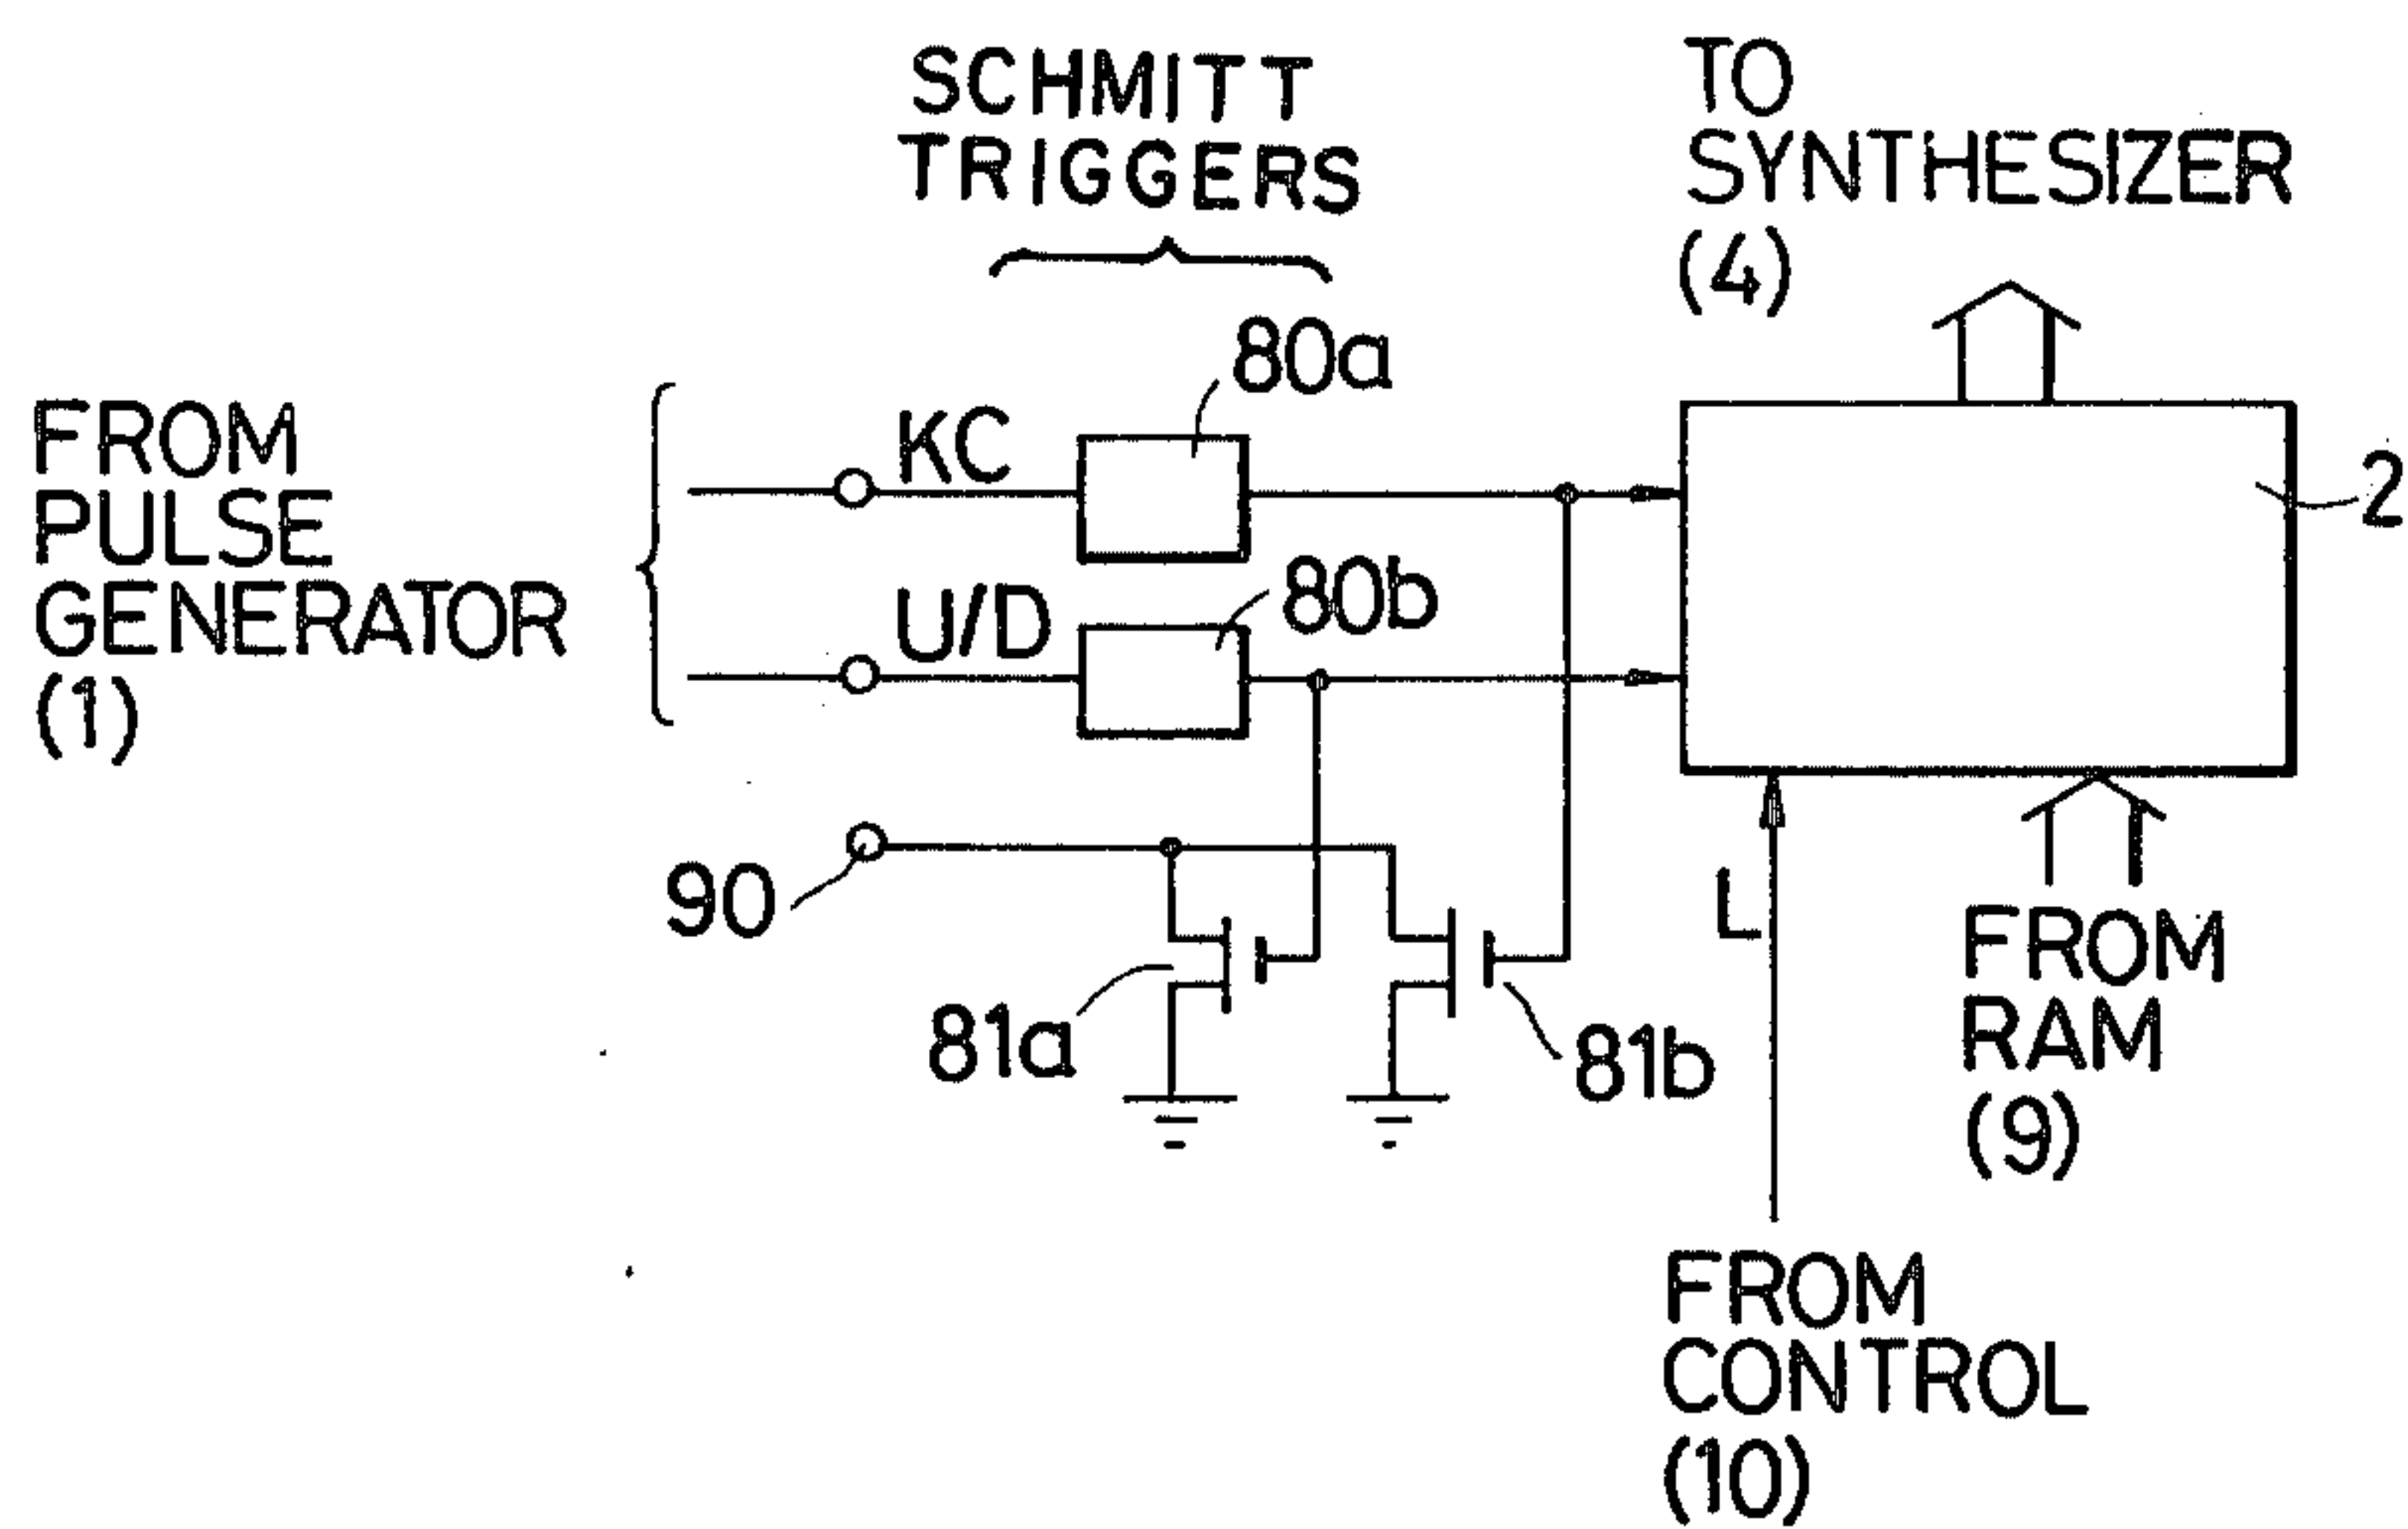 SCHMITT
TRIGGERS
TO
SYNTHESIZER
(4)
80a
FROM
PULSE
GENERATOR
(1)
KC
2
80b
U/D
90
L
81a
81b
FROM
RAM
(9)
FROM
CONTROL
(10)